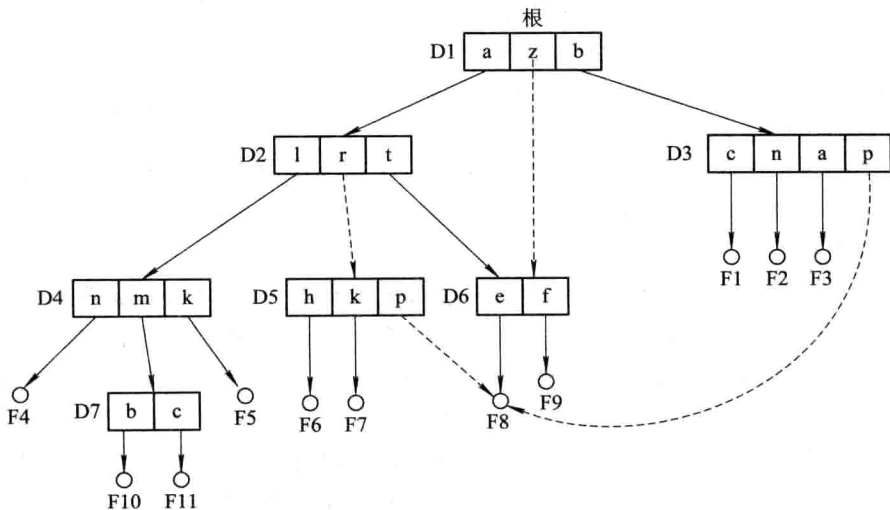 根
D1 a z b
D2 l r t
D3 c n a p
F1 F2 F3
D4 n m k
D5 h k p
D6 e f
F4
D7 b c
F5
F6 F7
F8
F9
F10 F11